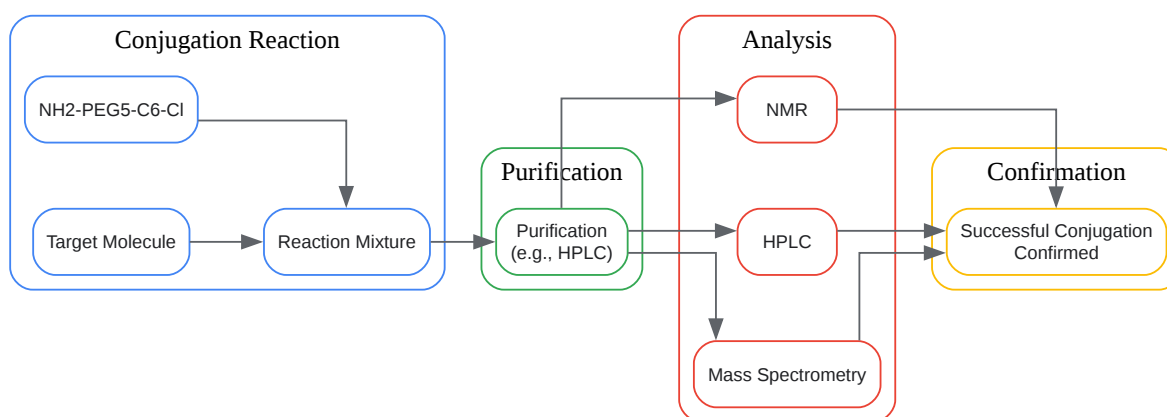 Conjugation Reaction
NH2-PEG5-C6-Cl
Target Molecule
Reaction Mixture
Purification
Purification
(e.g., HPLC)
Analysis
NMR
HPLC
Mass Spectrometry
Confirmation
Successful Conjugation
Confirmed